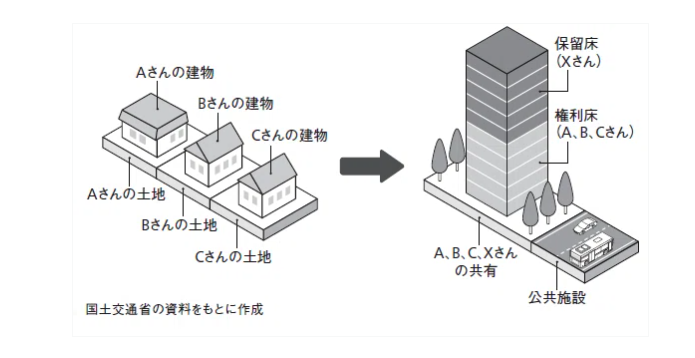 Aさんの建物
Bさんの建物
Cさんの建物
Aさんの土地
Bさんの土地
Cさんの土地
国土交通省の資料をもとに作成
保留床
(Xさん)
権利床
(A、B、Cさん)
A、B、C、Xさん
の共有
公共施設